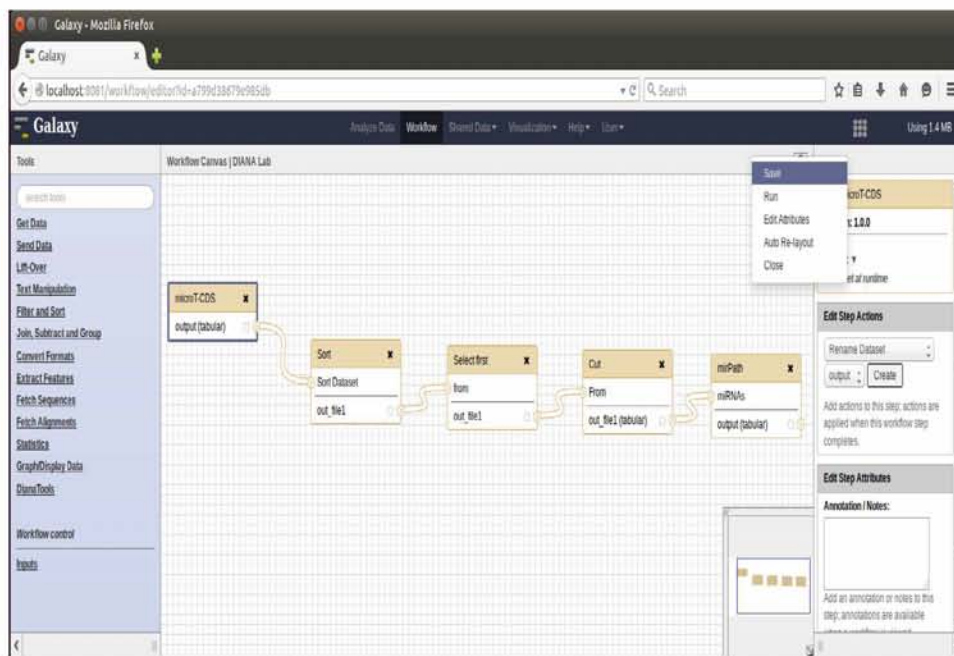 Galaxy - Mozilla Firefox
Galaxy
localhost:8081/workflow/editor?id=a799d38679e985db
Search
Galaxy
Analyze Data Workflow Shared Data Visualization Help User
Using 1.4 MB
Tools
search tools
Get Data
Send Data
Lift-Over
Text Manipulation
Filter and Sort
Join, Subtract and Group
Convert Formats
Extract Features
Fetch Sequences
Fetch Alignments
Statistics
Graph/Display Data
DianaTools
Workflow control
Inputs
Workflow Canvas | DIANA Lab
microT-CDS
output (tabular)
Sort
Sort Dataset
out_file1
Select first
from
out_file1
Cut
From
out_file1 (tabular)
mirPath
miRNAs
output (tabular)
Save
Run
Edit Attributes
Auto Re-layout
Close
croT-CDS
1.0.0
at runtime
Edit Step Actions
Rename Dataset
output Create
Add actions to this step; actions are
applied when this workflow step
completes.
Edit Step Attributes
Annotation / Notes:
Add an annotation or notes to this
step; annotations are available